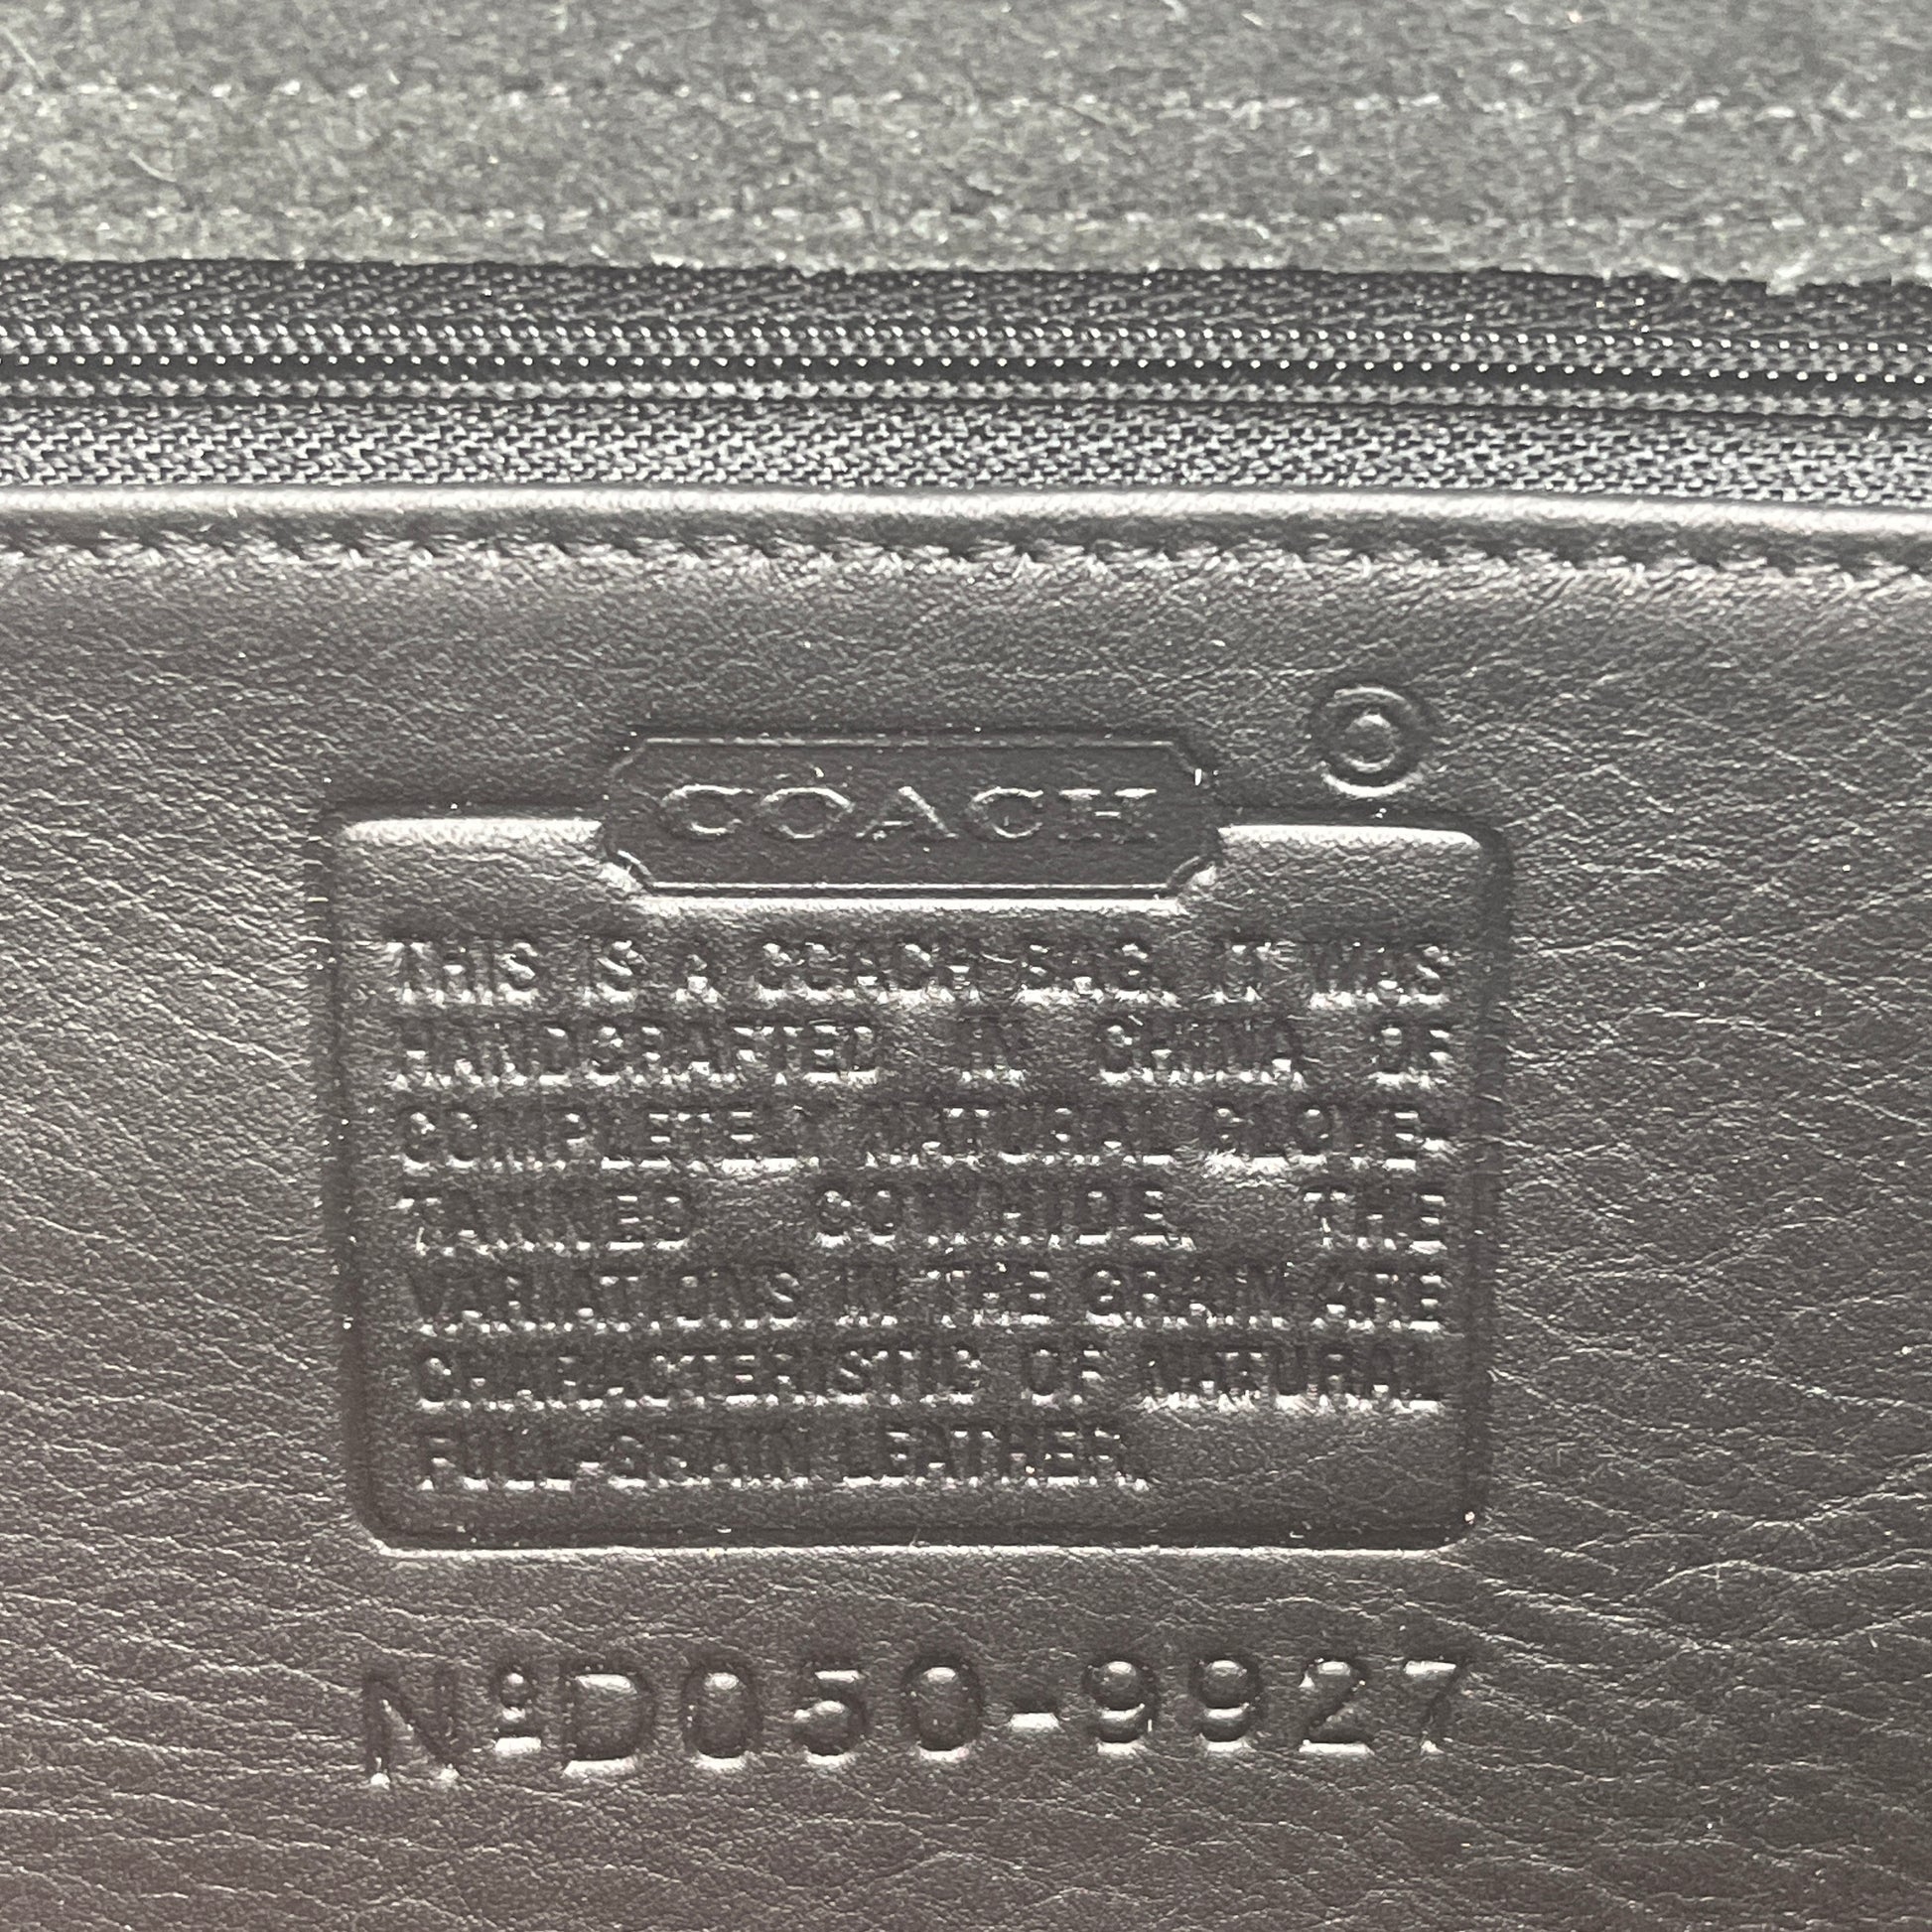 COACH
THIS IS A COACH BAG. IT WAS
HANDCRAFTED IN CHINA OF
COMPLETELY NATURAL GLOVE-
TANNED COWHIDE. THE
VARIATIONS IN THE GRAIN ARE
CHARACTERISTIC OF NATURAL
FULL-GRAIN LEATHER.
NºD050-9927